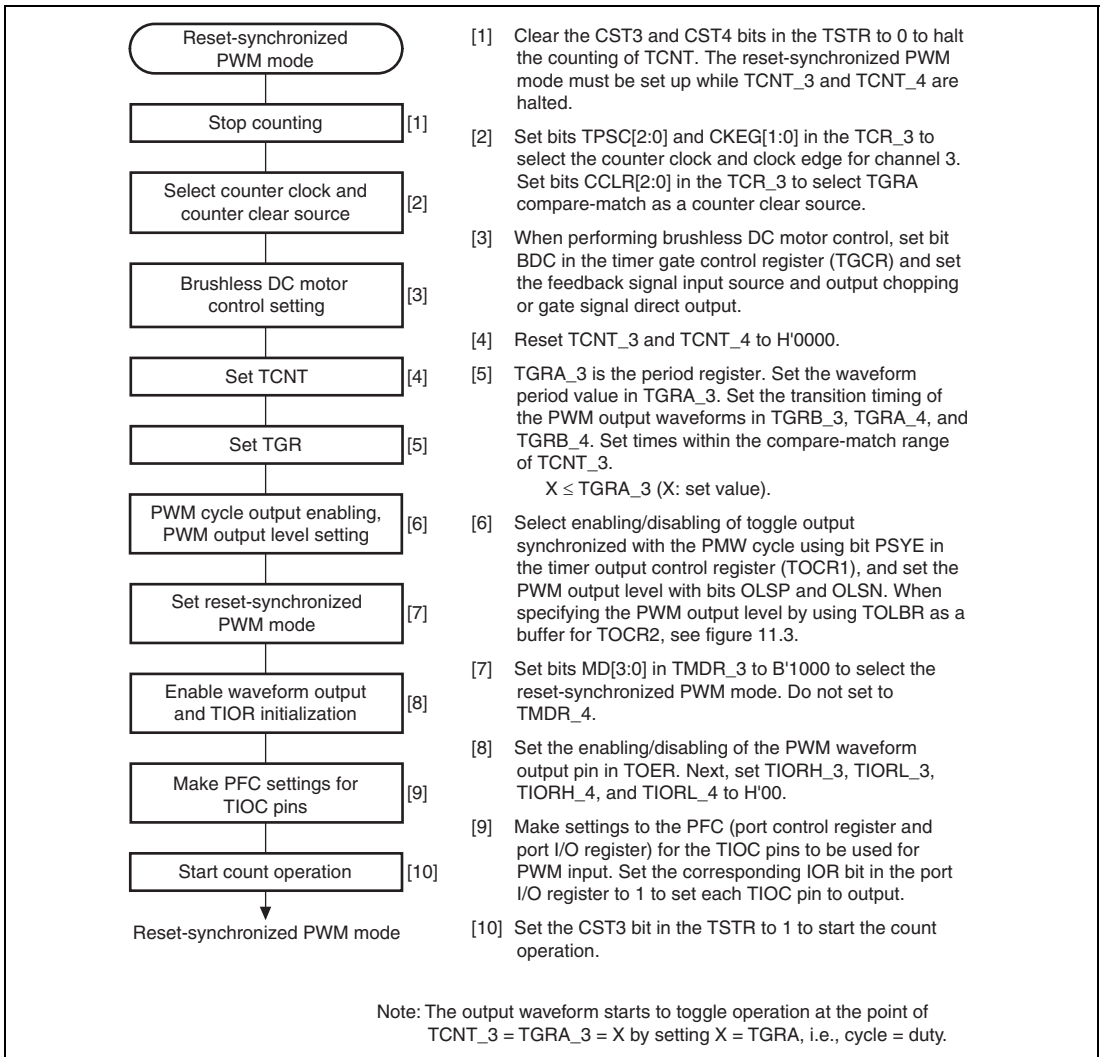 Reset-synchronized
PWM mode
Stop counting
[1]
Select counter clock and
counter clear source
[2]
Brushless DC motor
control setting
[3]
Set TCNT
[4]
Set TGR
[5]
PWM cycle output enabling,
PWM output level setting
[6]
Set reset-synchronized
PWM mode
[7]
Enable waveform output
and TIOR initialization
[8]
Make PFC settings for
TIOC pins
[9]
Start count operation
[10]
Reset-synchronized PWM mode
[1] Clear the CST3 and CST4 bits in the TSTR to 0 to halt
the counting of TCNT. The reset-synchronized PWM
mode must be set up while TCNT_3 and TCNT_4 are
halted.
[2] Set bits TPSC[2:0] and CKEG[1:0] in the TCR_3 to
select the counter clock and clock edge for channel 3.
Set bits CCLR[2:0] in the TCR_3 to select TGRA
compare-match as a counter clear source.
[3] When performing brushless DC motor control, set bit
BDC in the timer gate control register (TGCR) and set
the feedback signal input source and output chopping
or gate signal direct output.
[4] Reset TCNT_3 and TCNT_4 to H'0000.
[5] TGRA_3 is the period register. Set the waveform
period value in TGRA_3. Set the transition timing of
the PWM output waveforms in TGRB_3, TGRA_4, and
TGRB_4. Set times within the compare-match range
of TCNT_3.
X ≤ TGRA_3 (X: set value).
[6] Select enabling/disabling of toggle output
synchronized with the PMW cycle using bit PSYE in
the timer output control register (TOCR1), and set the
PWM output level with bits OLSP and OLSN. When
specifying the PWM output level by using TOLBR as a
buffer for TOCR2, see figure 11.3.
[7] Set bits MD[3:0] in TMDR_3 to B'1000 to select the
reset-synchronized PWM mode. Do not set to
TMDR_4.
[8] Set the enabling/disabling of the PWM waveform
output pin in TOER. Next, set TIORH_3, TIORL_3,
TIORH_4, and TIORL_4 to H'00.
[9] Make settings to the PFC (port control register and
port I/O register) for the TIOC pins to be used for
PWM input. Set the corresponding IOR bit in the port
I/O register to 1 to set each TIOC pin to output.
[10] Set the CST3 bit in the TSTR to 1 to start the count
operation.
Note: The output waveform starts to toggle operation at the point of
TCNT_3 = TGRA_3 = X by setting X = TGRA, i.e., cycle = duty.